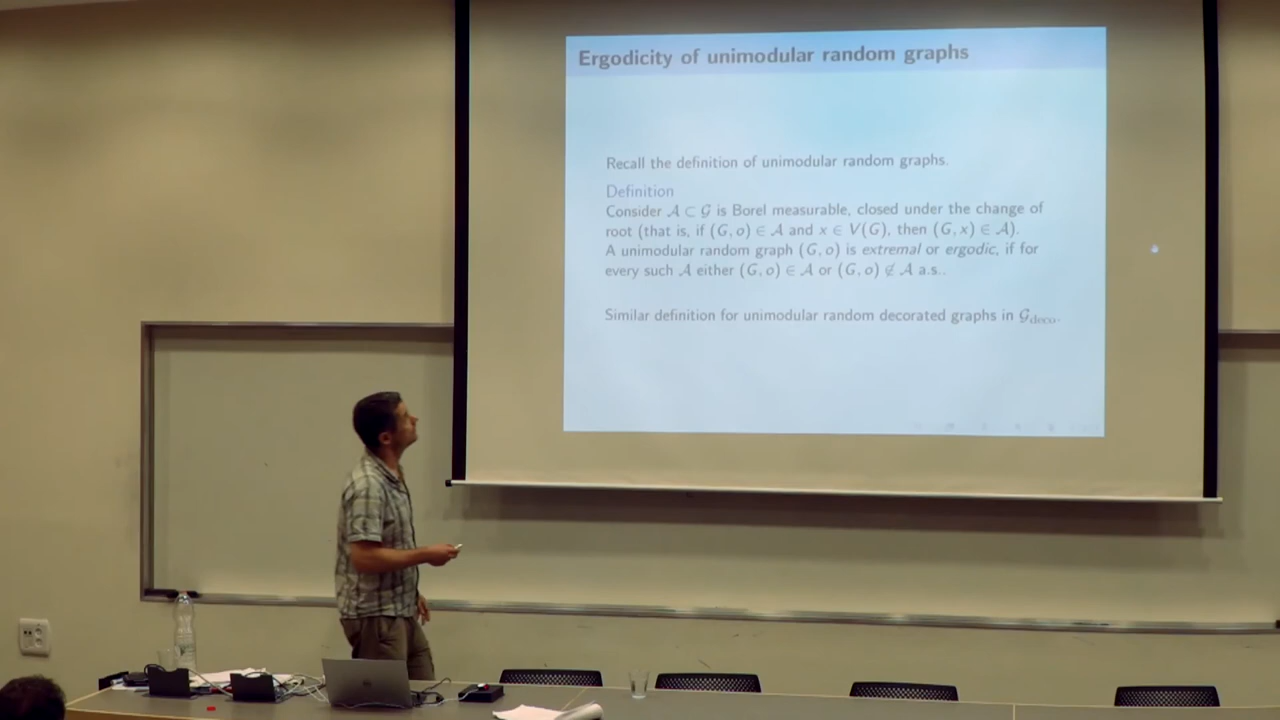 Ergodicity of unimodular random graphs
Recall the definition of unimodular random graphs.
Definition
Consider 𝒜 ⊂ 𝒢 is Borel measurable, closed under the change of
root (that is, if (G, o) ∈ 𝒜 and x ∈ V(G), then (G, x) ∈ 𝒜).
A unimodular random graph (G, o) is extremal or ergodic, if for
every such 𝒜 either (G, o) ∈ 𝒜 or (G, o) ∉ 𝒜 a.s..
Similar definition for unimodular random decorated graphs in 𝒢deco.